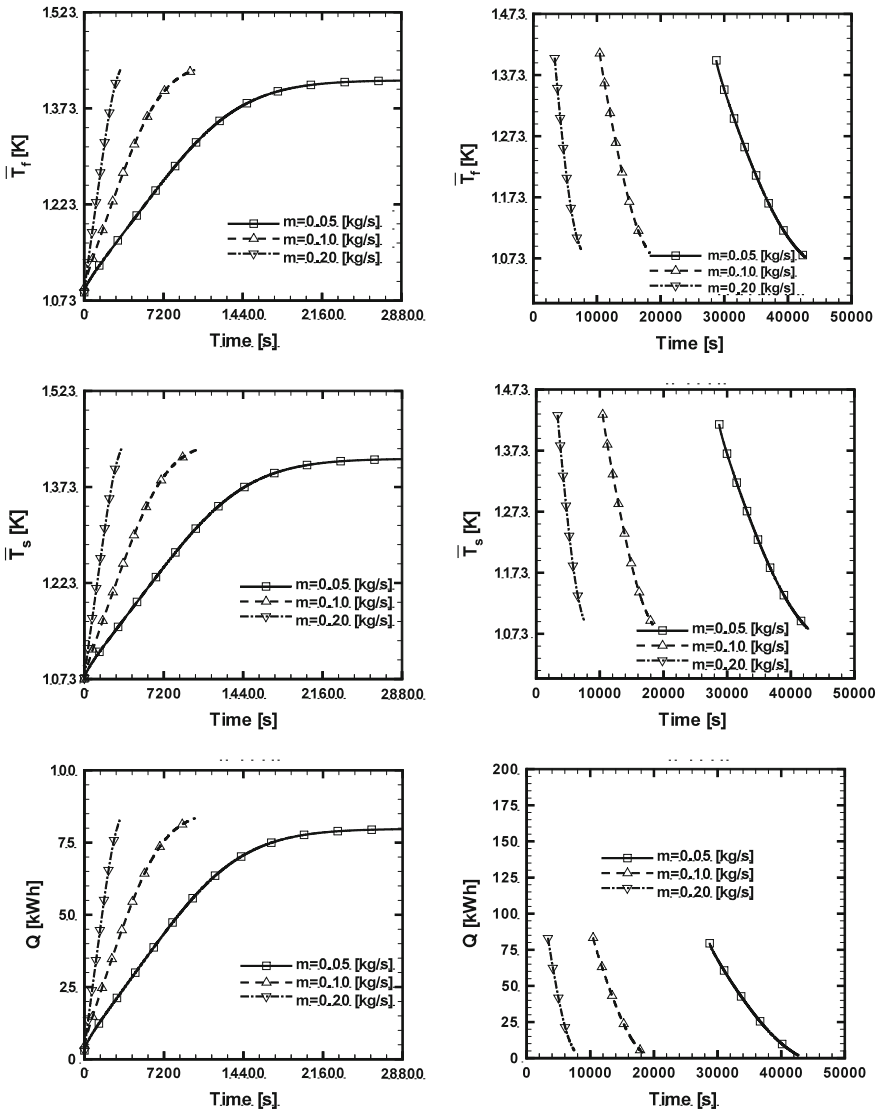 1523
1373
1223
1073
T̅f [K]
m=0.05 [kg/s]
m=0.10 [kg/s]
m=0.20 [kg/s]
0 7200 14400 21600 28800
Time [s]
1473
1373
1273
1173
1073
T̅f [K]
m=0.05 [kg/s]
m=0.10 [kg/s]
m=0.20 [kg/s]
0 10000 20000 30000 40000 50000
Time [s]
1523
1373
1223
1073
T̅s [K]
m=0.05 [kg/s]
m=0.10 [kg/s]
m=0.20 [kg/s]
0 7200 14400 21600 28800
Time [s]
1473
1373
1273
1173
1073
T̅s [K]
m=0.05 [kg/s]
m=0.10 [kg/s]
m=0.20 [kg/s]
0 10000 20000 30000 40000 50000
Time [s]
100
75
50
25
0
Q [kWh]
m=0.05 [kg/s]
m=0.10 [kg/s]
m=0.20 [kg/s]
0 7200 14400 21600 28800
Time [s]
200
175
150
125
100
75
50
25
0
Q [kWh]
m=0.05 [kg/s]
m=0.10 [kg/s]
m=0.20 [kg/s]
0 10000 20000 30000 40000 50000
Time [s]